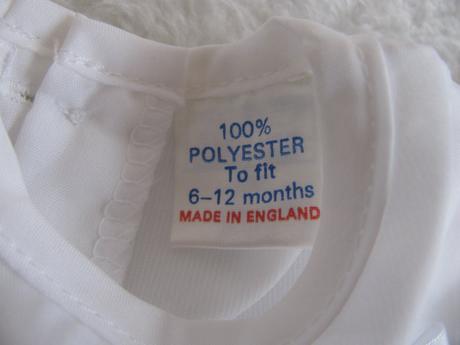 100%
POLYESTER
To fit
6-12 months
MADE IN ENGLAND